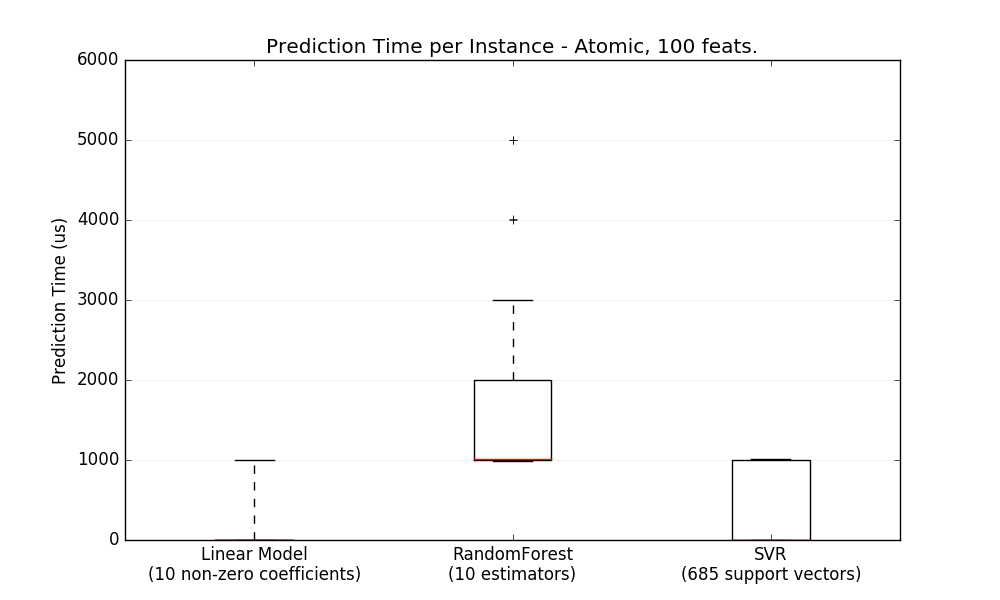 Prediction Time per Instance - Atomic, 100 feats.
6000
5000
4000
3000
2000
1000
0
Prediction Time (us)
Linear Model
(10 non-zero coefficients)
RandomForest
(10 estimators)
SVR
(685 support vectors)